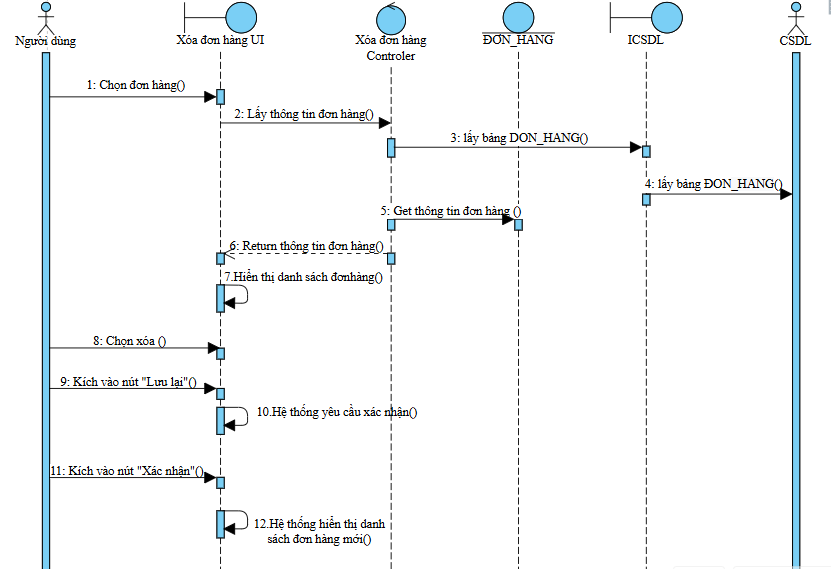 Người dùng
Xóa đơn hàng UI
Xóa đơn hàng
Controler
ĐƠN_HANG
ICSDL
CSDL
1: Chọn đơn hàng()
2: Lấy thông tin đơn hàng()
3: lấy bảng DON_HANG()
4: lấy bảng ĐON_HANG()
5: Get thông tin đơn hàng ()
6: Return thông tin đơn hàng()
7.Hiển thị danh sách đơnhàng()
8: Chọn xóa ()
9: Kích vào nút "Lưu lại"()
10.Hệ thống yêu cầu xác nhận()
11: Kích vào nút "Xác nhận"()
12.Hệ thống hiển thị danh
sách đơn hàng mới()